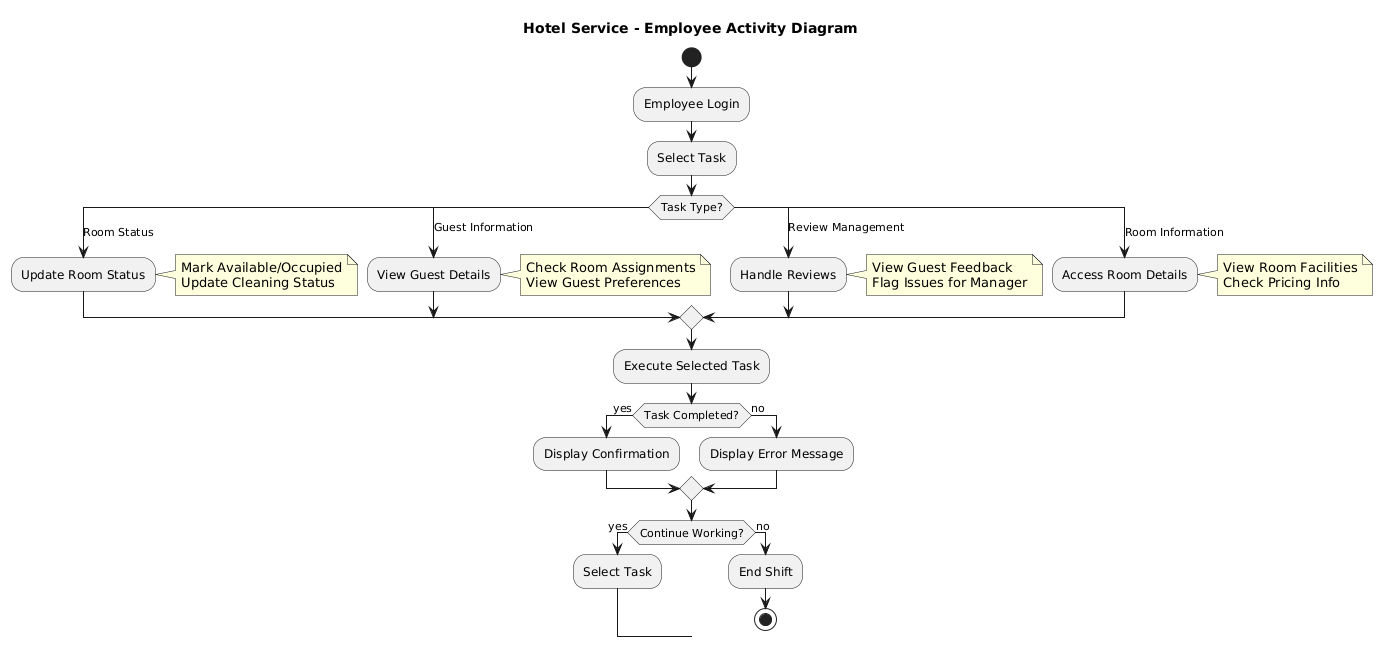 Hotel Service - Employee Activity Diagram
Employee Login
Select Task
Task Type?
Room Status
Guest Information
Review Management
Room Information
Update Room Status
Mark Available/Occupied
Update Cleaning Status
View Guest Details
Check Room Assignments
View Guest Preferences
Handle Reviews
View Guest Feedback
Flag Issues for Manager
Access Room Details
View Room Facilities
Check Pricing Info
Execute Selected Task
yes
Task Completed?
no
Display Confirmation
Display Error Message
yes
Continue Working?
no
Select Task
End Shift